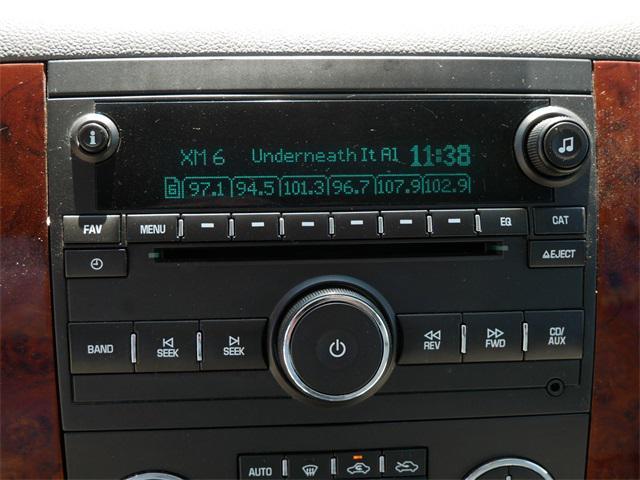 XM 6 Underneath It Al 11:38
6 97.1 94.5 101.3 96.7 107.9 102.9
FAV MENU EQ CAT
EJECT
BAND SEEK SEEK REV FWD CD/
AUX
AUTO